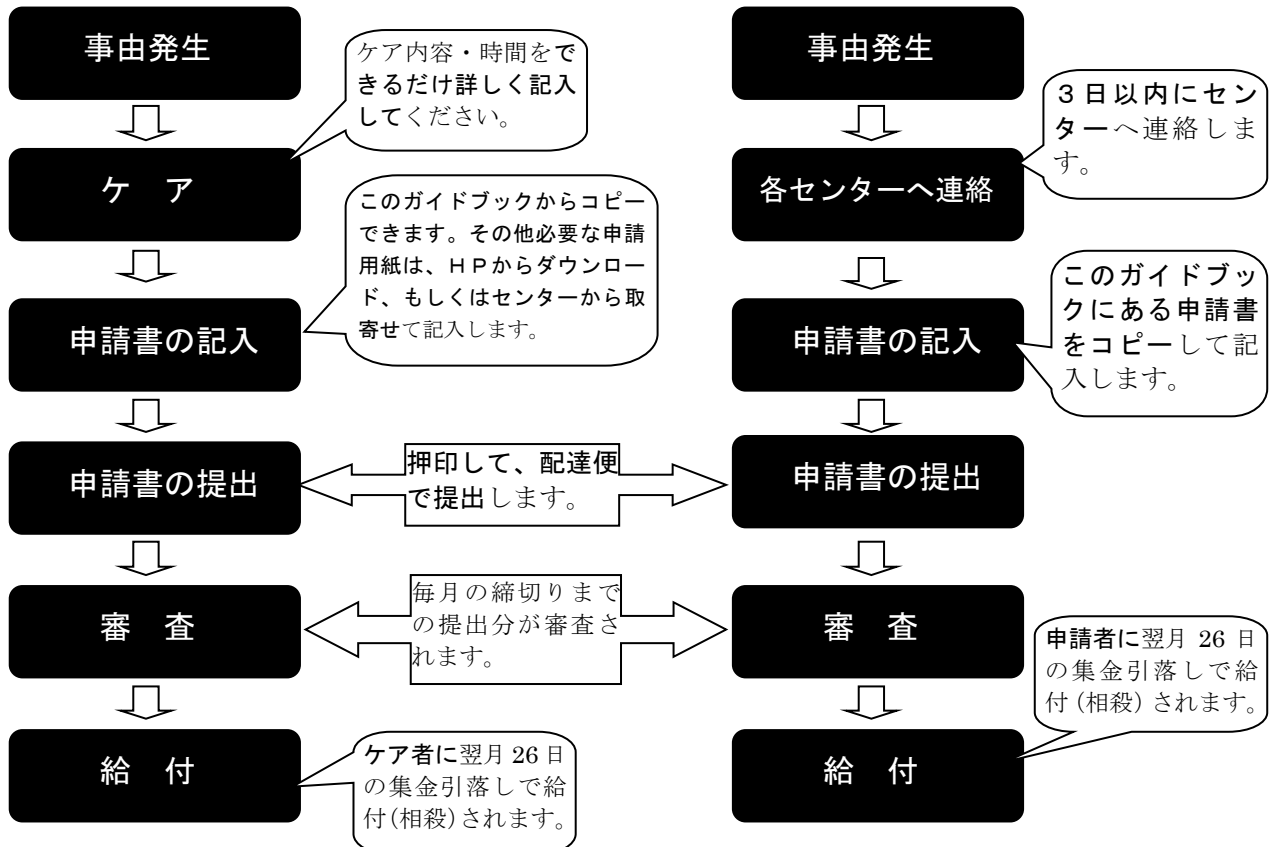 事由発生
ケア内容・時間をで
きるだけ詳しく記入
してください。
ケ　ア
このガイドブックからコピー
できます。その他必要な申請
用紙は、ＨＰからダウンロー
ド、もしくはセンターから取
寄せて記入します。
申請書の記入
申請書の提出
押印して、配達便
で提出します。
審　査
毎月の締切りまで
の提出分が審査さ
れます。
給　付
ケア者に翌月 26 日
の集金引落しで給
付(相殺)されます。
事由発生
３日以内にセン
ターへ連絡しま
す。
各センターへ連絡
このガイドブッ
クにある申請書
をコピーして記
入します。
申請書の記入
申請書の提出
審　査
申請者に翌月 26 日
の集金引落しで給
付(相殺)されます。
給　付